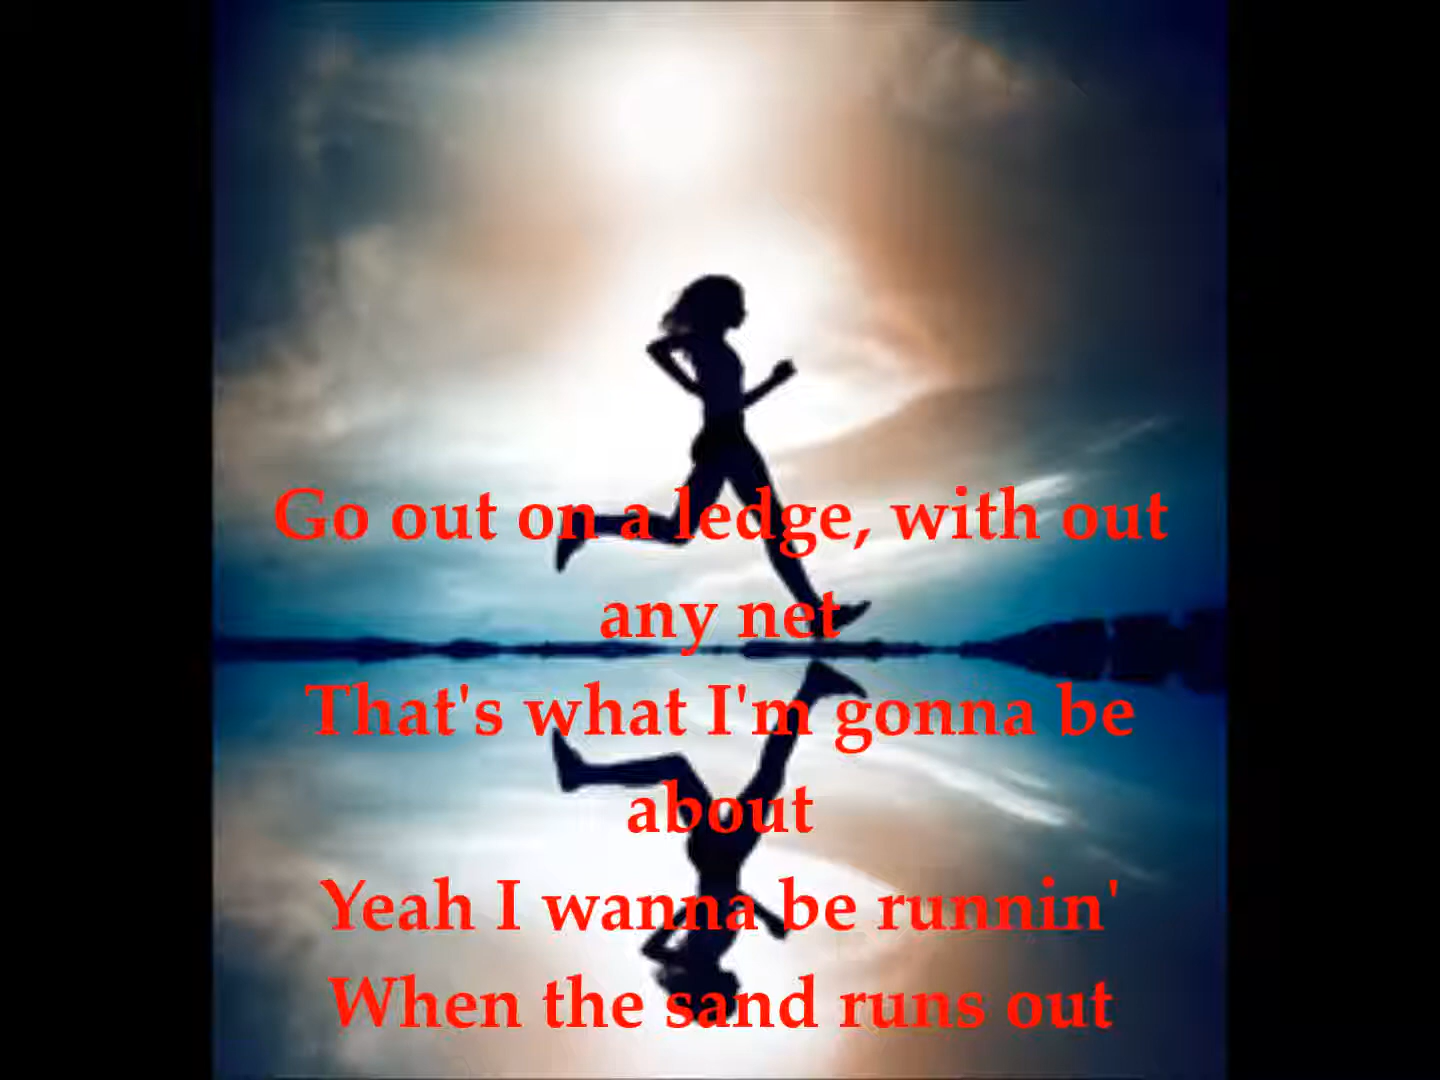 Go out on a ledge, with out
any net
That's what I'm gonna be
about
Yeah I wanna be runnin'
When the sand runs out